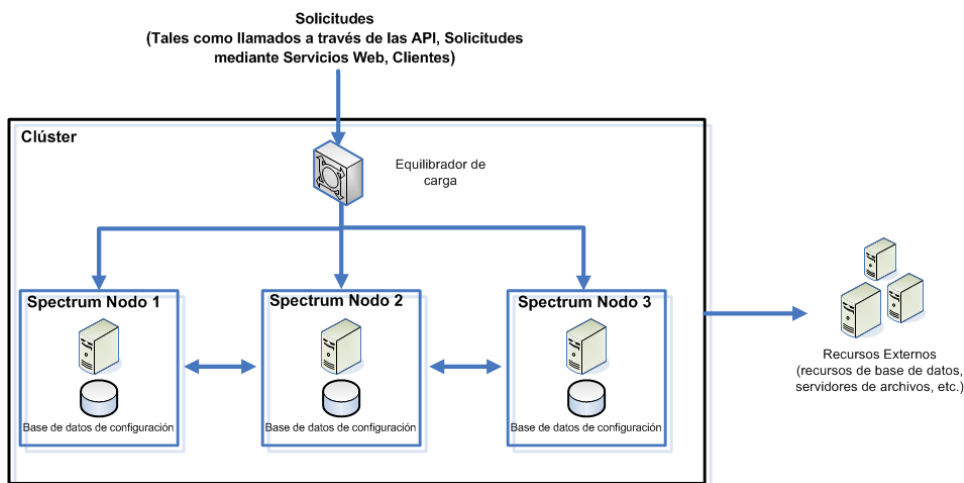 Solicitudes
(Tales como llamados a través de las API, Solicitudes
mediante Servicios Web, Clientes)
Clúster
Equilibrador de
carga
Spectrum Nodo 1
Spectrum Nodo 2
Spectrum Nodo 3
Base de datos de configuración
Base de datos de configuración
Base de datos de configuración
Recursos Externos
(recursos de base de datos,
servidores de archivos, etc.)